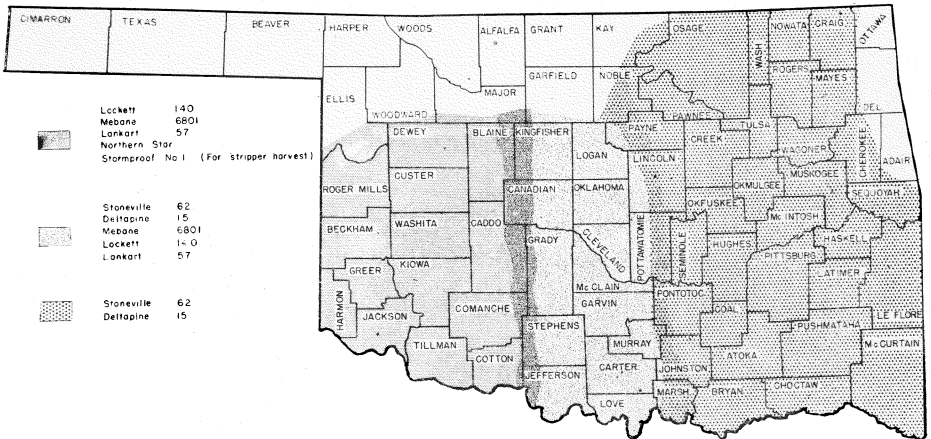 CIMARRON
TEXAS
BEAVER
HARPER
WOODS
ALFALFA
GRANT
KAY
OSAGE
WASH
NOWATA
CRAIG
OTTAWA
ELLIS
WOODWARD
MAJOR
GARFIELD
NOBLE
PAWNEE
ROGERS
MAYES
DEL.
DEWEY
BLAINE
KINGFISHER
LOGAN
PAYNE
CREEK
TULSA
WAGONER
CHEROKEE
ADAIR
ROGER MILLS
CUSTER
CANADIAN
OKLAHOMA
LINCOLN
OKFUSKEE
OKMULGEE
MUSKOGEE
SEQUOYAH
BECKHAM
WASHITA
CADDO
GRADY
CLEVELAND
POTTAWATOMIE
SEMINOLE
HUGHES
McINTOSH
HASKELL
PITTSBURG
LATIMER
LE FLORE
GREER
KIOWA
HARMON
JACKSON
COMANCHE
McCLAIN
GARVIN
PONTOTOC
COAL
PUSHMATAHA
McCURTAIN
TILLMAN
COTTON
STEPHENS
MURRAY
JOHNSTON
ATOKA
JEFFERSON
CARTER
LOVE
MARSH
BRYAN
CHOCTAW
Lockett 140
Mebane 6801
Lankart 57
Northern Star
Stormproof No. 1 (For stripper harvest)
Stoneville 62
Deltapine 15
Mebane 6801
Lockett 140
Lankart 57
Stoneville 62
Deltapine 15